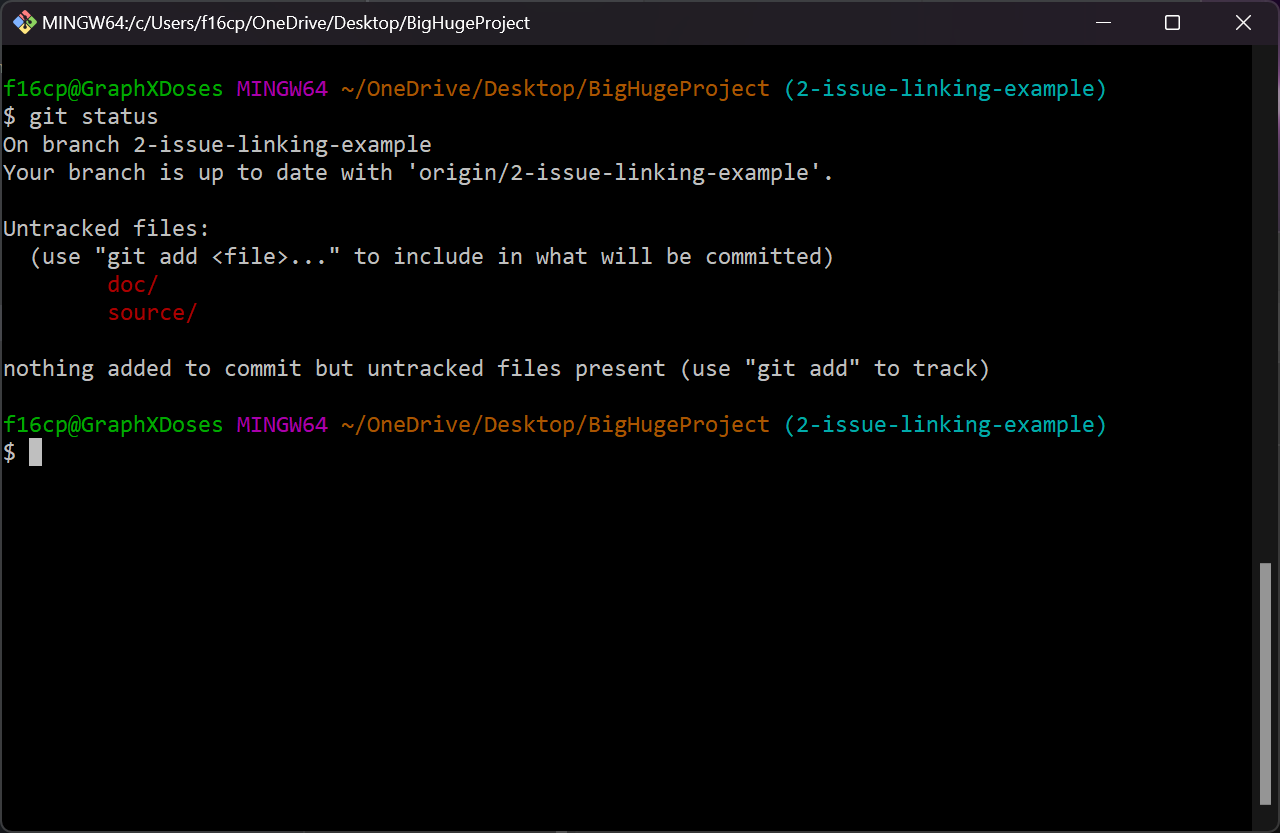 MINGW64:/c/Users/f16cp/OneDrive/Desktop/BigHugeProject
f16cp@GraphXDoses MINGW64 ~/OneDrive/Desktop/BigHugeProject (2-issue-linking-example)
$ git status
On branch 2-issue-linking-example
Your branch is up to date with 'origin/2-issue-linking-example'.
Untracked files:
  (use "git add <file>..." to include in what will be committed)
        doc/
        source/
nothing added to commit but untracked files present (use "git add" to track)
f16cp@GraphXDoses MINGW64 ~/OneDrive/Desktop/BigHugeProject (2-issue-linking-example)
$